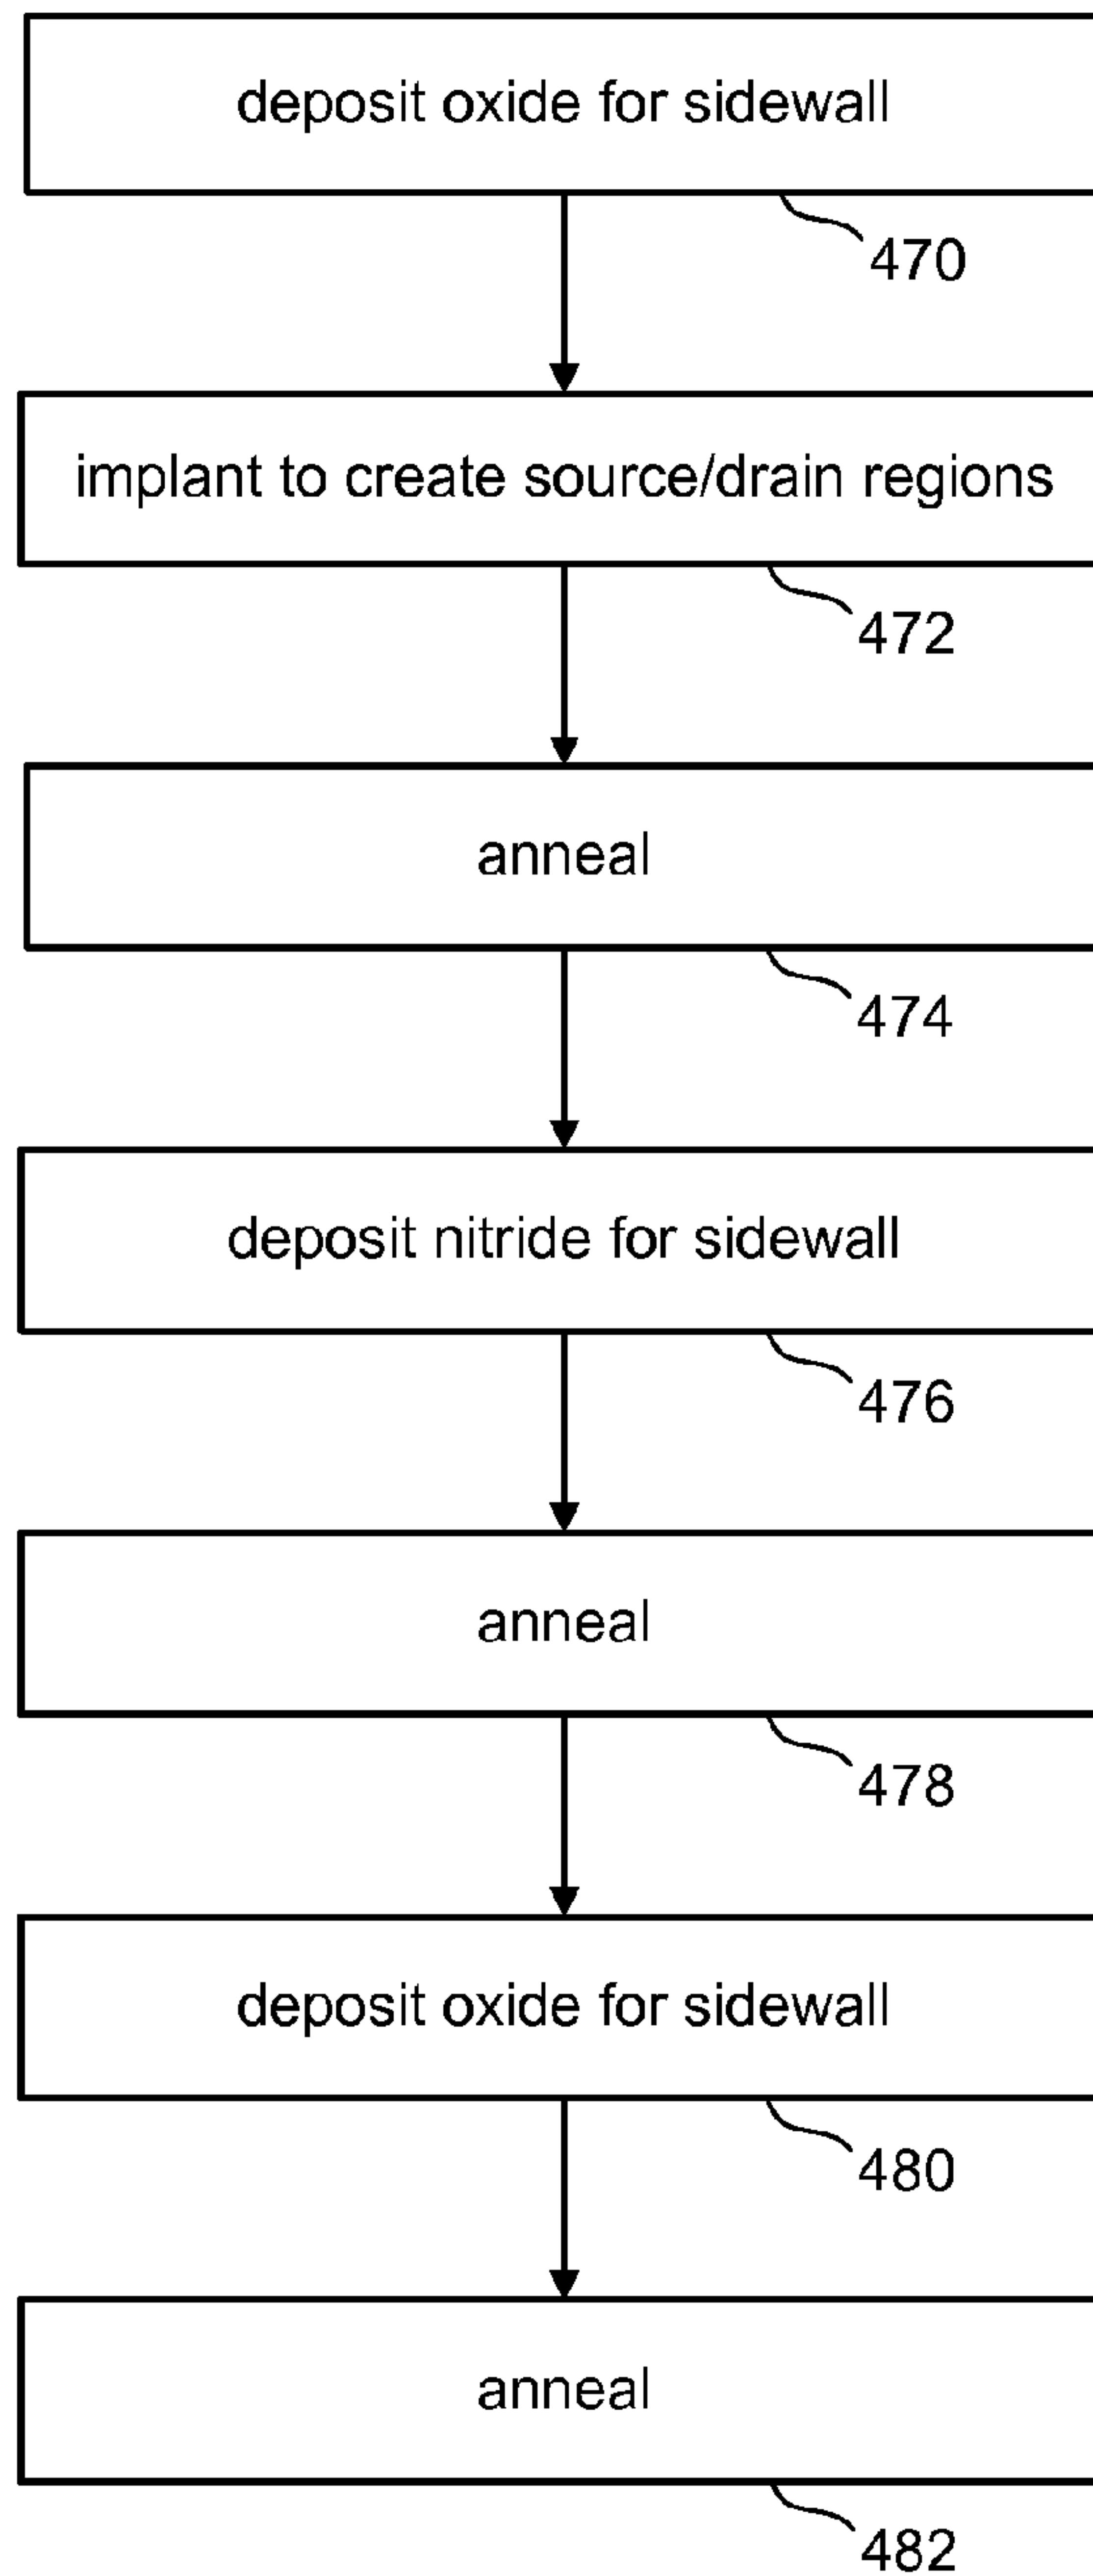 deposit oxide for sidewall
470
implant to create source/drain regions
472
anneal
474
deposit nitride for sidewall
476
anneal
478
deposit oxide for sidewall
480
anneal
482